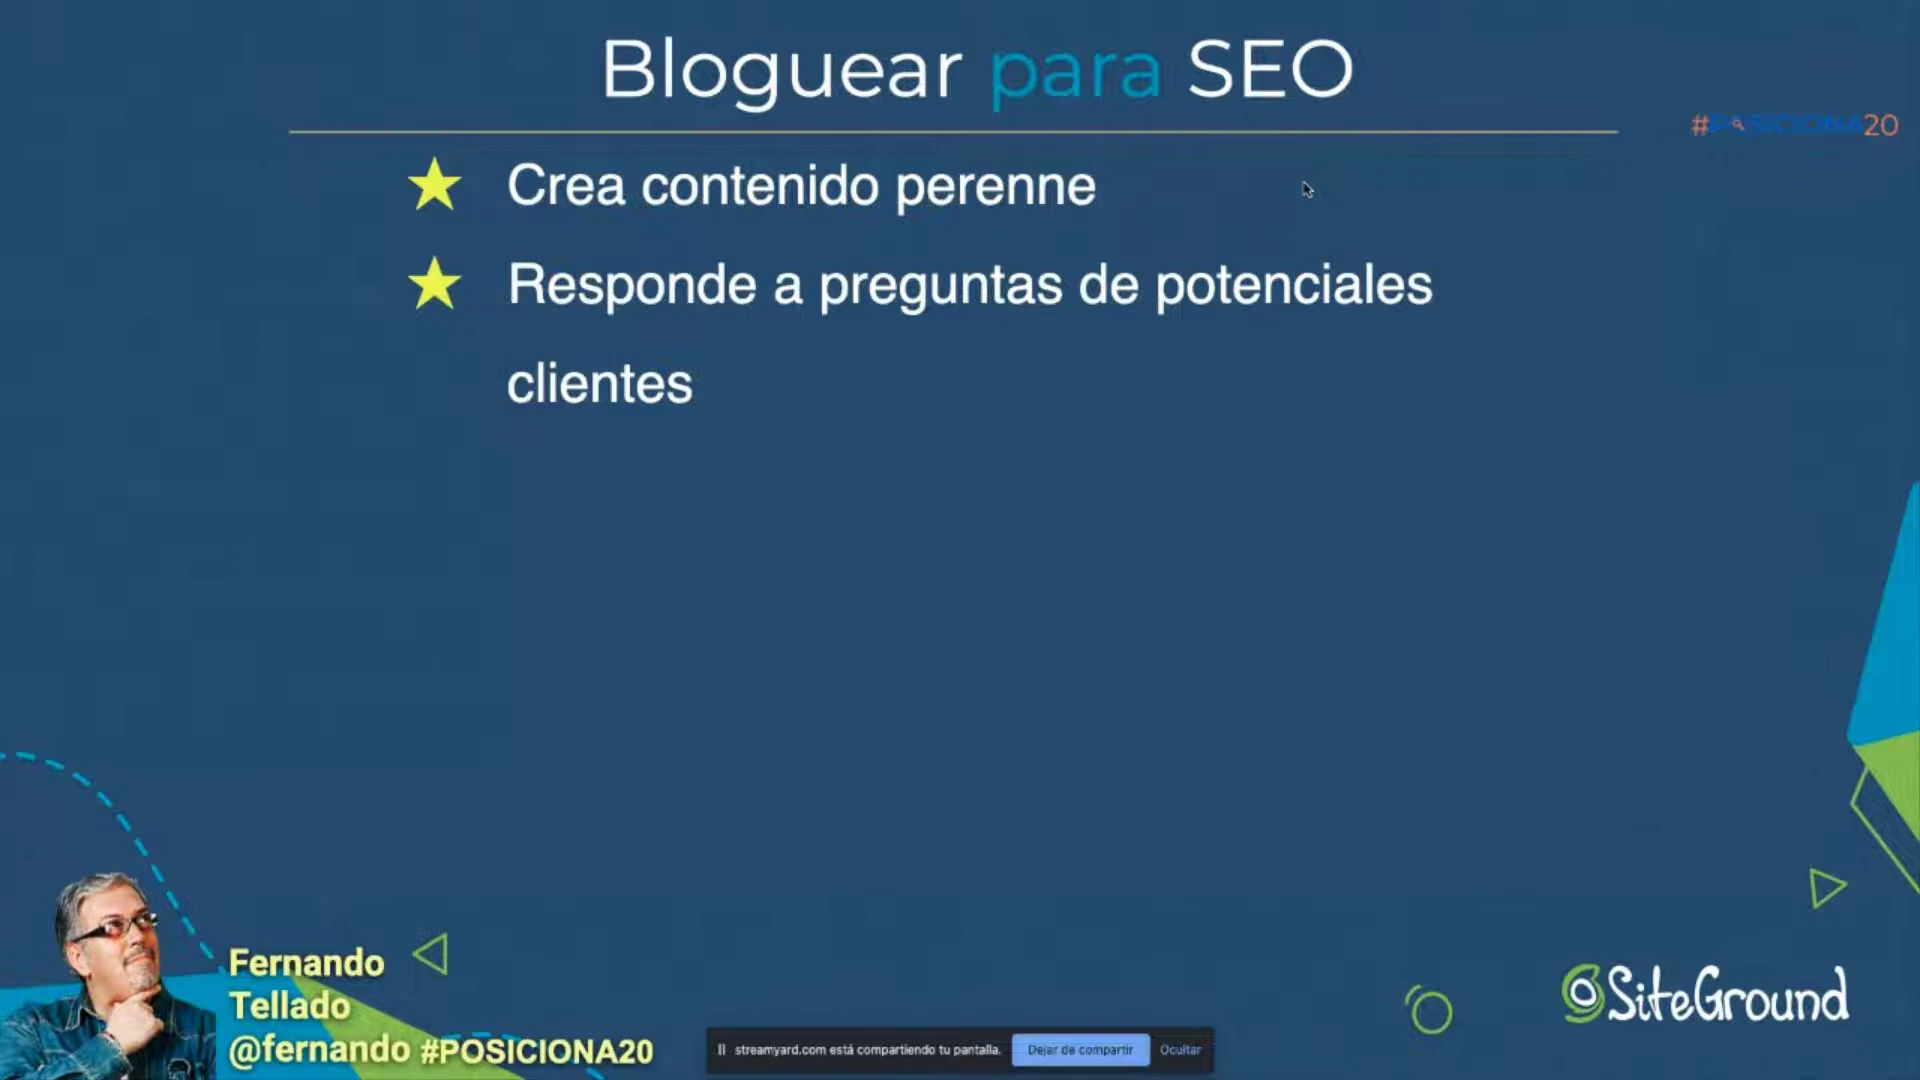 Bloguear para SEO
#POSICIONA20
Crea contenido perenne
Responde a preguntas de potenciales
clientes
Fernando
Tellado
@fernando #POSICIONA20
streamyard.com está compartiendo tu pantalla.
Dejar de compartir
Ocultar
SiteGround